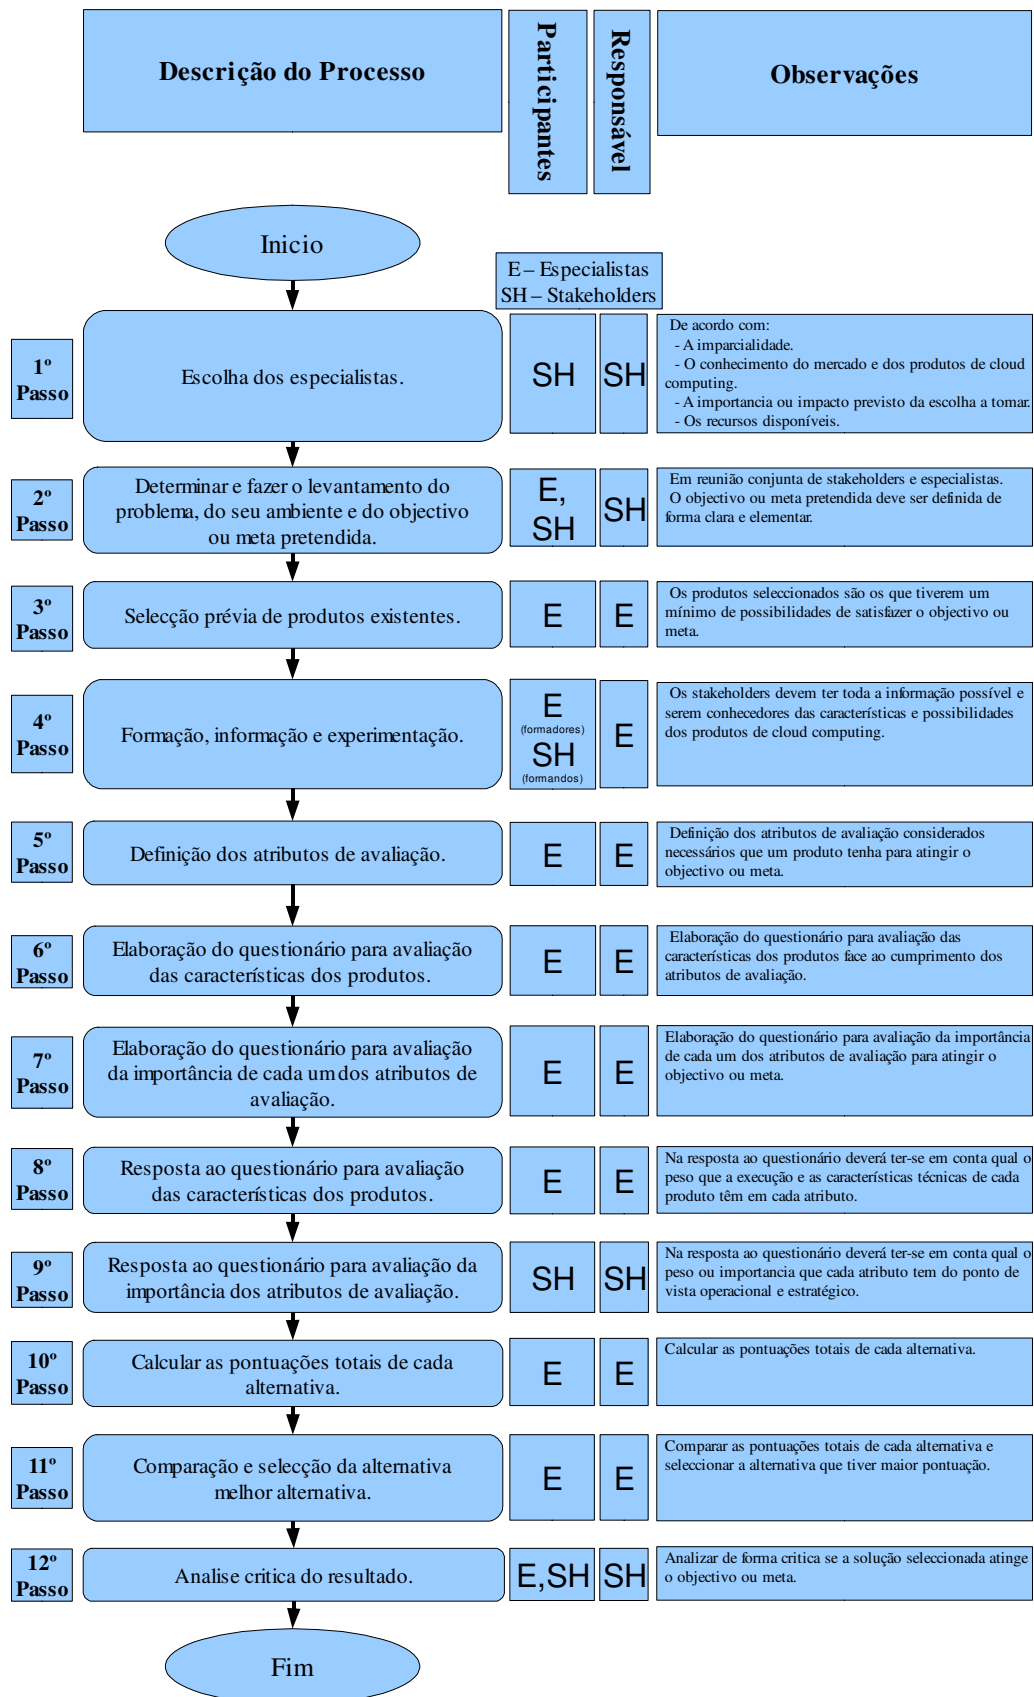 Descrição do Processo
Participantes
Responsável
Observações
Inicio
E – Especialistas
SH – Stakeholders
1º
Passo
Escolha dos especialistas.
SH
SH
De acordo com:
- A imparcialidade.
- O conhecimento do mercado e dos produtos de cloud
computing.
- A importancia ou impacto previsto da escolha a tomar.
- Os recursos disponíveis.
2º
Passo
Determinar e fazer o levantamento do
problema, do seu ambiente e do objectivo
ou meta pretendida.
E,
SH
SH
Em reunião conjunta de stakeholders e especialistas.
O objectivo ou meta pretendida deve ser definida de
forma clara e elementar.
3º
Passo
Selecção prévia de produtos existentes.
E
E
Os produtos seleccionados são os que tiverem um
mínimo de possibilidades de satisfazer o objectivo ou
meta.
4º
Passo
Formação, informação e experimentação.
E
(formadores)
SH
(formandos)
E
Os stakeholders devem ter toda a informação possível e
serem conhecedores das características e possibilidades
dos produtos de cloud computing.
5º
Passo
Definição dos atributos de avaliação.
E
E
Definição dos atributos de avaliação considerados
necessários que um produto tenha para atingir o
objectivo ou meta.
6º
Passo
Elaboração do questionário para avaliação
das características dos produtos.
E
E
Elaboração do questionário para avaliação das
características dos produtos face ao cumprimento dos
atributos de avaliação.
7º
Passo
Elaboração do questionário para avaliação
da importância de cada um dos atributos de
avaliação.
E
E
Elaboração do questionário para avaliação da importância
de cada um dos atributos de avaliação para atingir o
objectivo ou meta.
8º
Passo
Resposta ao questionário para avaliação
das características dos produtos.
E
E
Na resposta ao questionário deverá ter-se em conta qual o
peso que a execução e as características técnicas de cada
produto têm em cada atributo.
9º
Passo
Resposta ao questionário para avaliação da
importância dos atributos de avaliação.
SH
SH
Na resposta ao questionário deverá ter-se em conta qual o
peso ou importancia que cada atributo tem do ponto de
vista operacional e estratégico.
10º
Passo
Calcular as pontuações totais de cada
alternativa.
E
E
Calcular as pontuações totais de cada alternativa.
11º
Passo
Comparação e selecção da alternativa
melhor alternativa.
E
E
Comparar as pontuações totais de cada alternativa e
seleccionar a alternativa que tiver maior pontuação.
12º
Passo
Analise critica do resultado.
E,SH
SH
Analizar de forma critica se a solução seleccionada atinge
o objectivo ou meta.
Fim